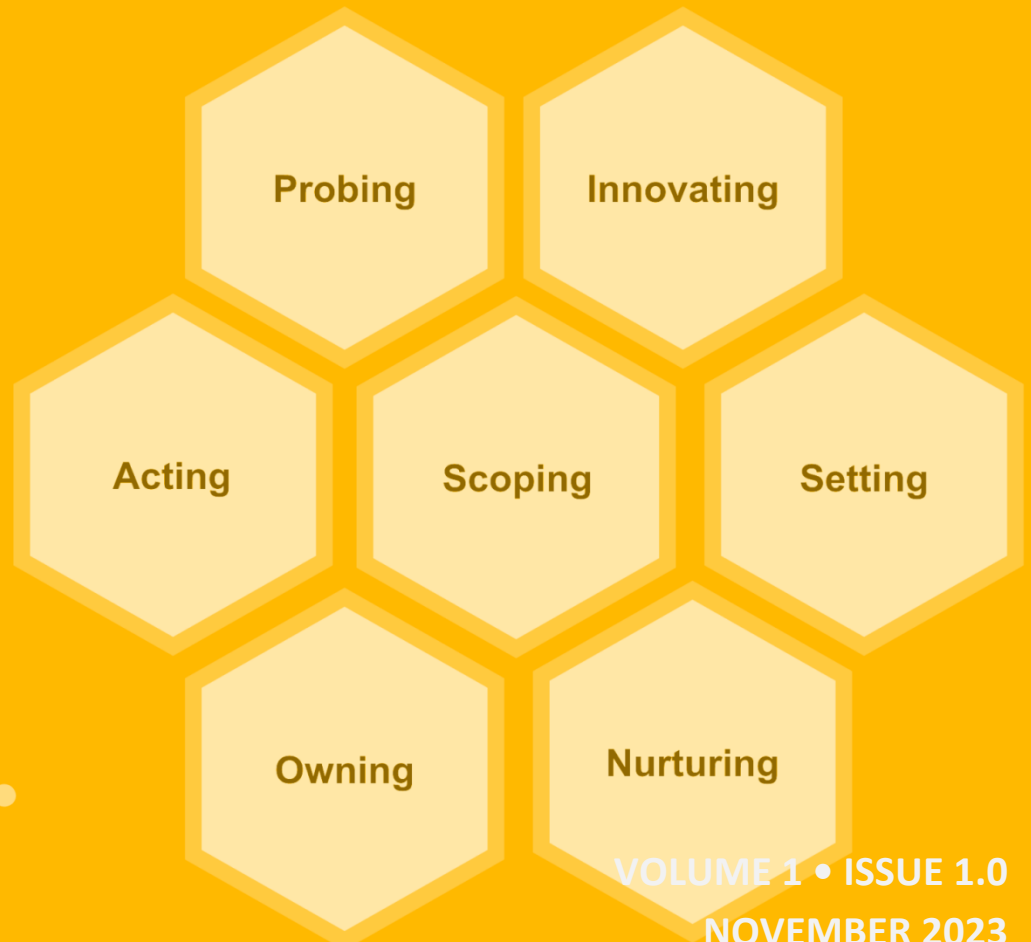 Probing
Innovating
Acting
Scoping
Setting
Owning
Nurturing
VOLUME 1 • ISSUE 1.0
NOVEMBER 2023